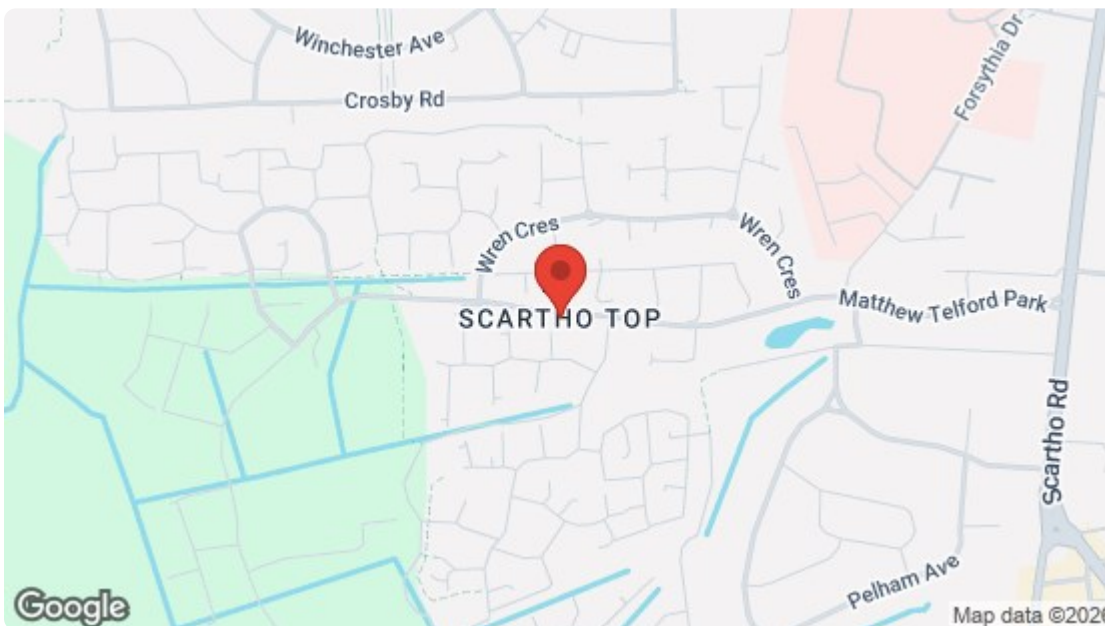 Winchester Ave
Crosby Rd
Forsythia Dr
Wren Cres
Wren Cres
Matthew Telford Park
SCARTHO TOP
Scartho Rd
Pelham Ave
Google
Map data ©2026